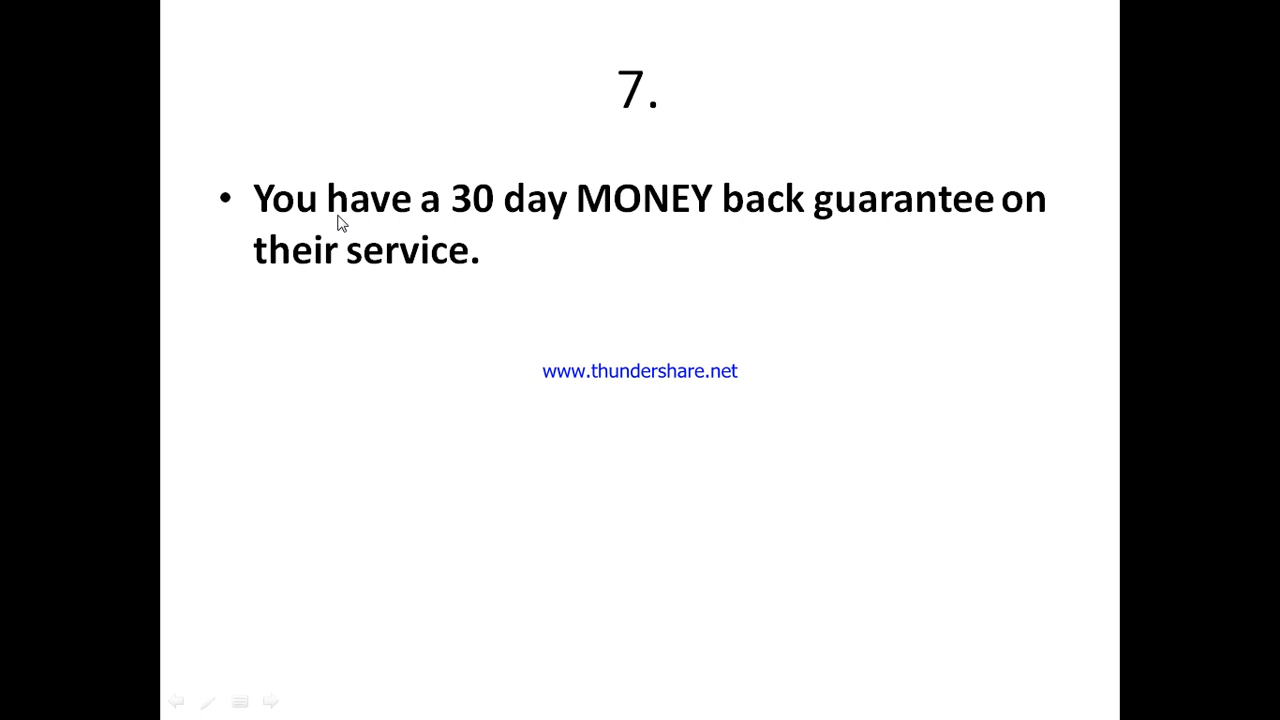 7.
• You have a 30 day MONEY back guarantee on
their service.
www.thundershare.net